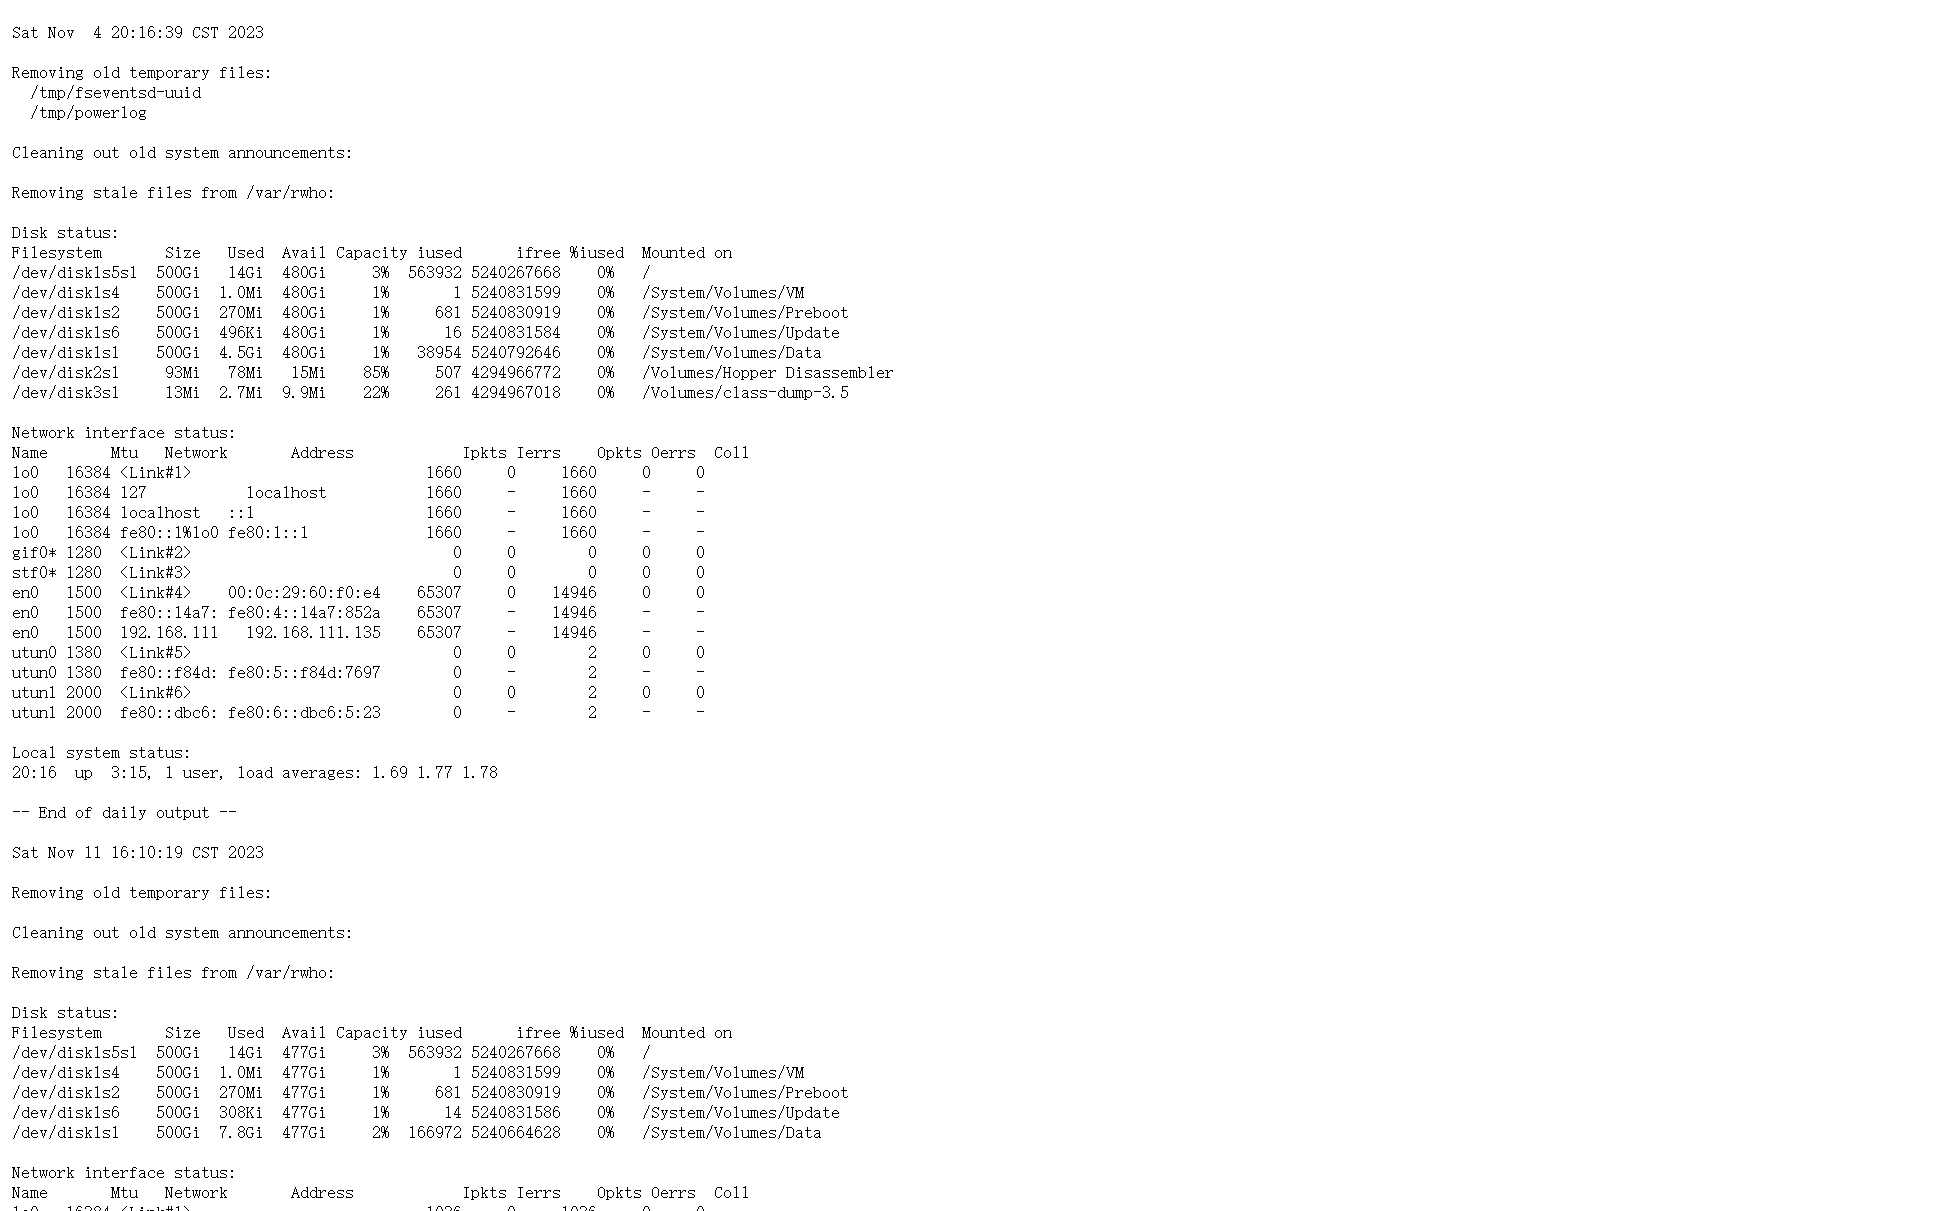 Sat Nov  4 20:16:39 CST 2023

Removing old temporary files:
  /tmp/fseventsd-uuid
  /tmp/powerlog

Cleaning out old system announcements:

Removing stale files from /var/rwho:

Disk status:
Filesystem       Size   Used  Avail Capacity iused      ifree %iused  Mounted on
/dev/disk1s5s1  500Gi   14Gi  480Gi     3%  563932 5240267668    0%   /
/dev/disk1s4    500Gi  1.0Mi  480Gi     1%       1 5240831599    0%   /System/Volumes/VM
/dev/disk1s2    500Gi  270Mi  480Gi     1%     681 5240830919    0%   /System/Volumes/Preboot
/dev/disk1s6    500Gi  496Ki  480Gi     1%      16 5240831584    0%   /System/Volumes/Update
/dev/disk1s1    500Gi  4.5Gi  480Gi     1%   38954 5240792646    0%   /System/Volumes/Data
/dev/disk2s1     93Mi   78Mi   15Mi    85%     507 4294966772    0%   /Volumes/Hopper Disassembler
/dev/disk3s1     13Mi  2.7Mi  9.9Mi    22%     261 4294967018    0%   /Volumes/class-dump-3.5

Network interface status:
Name       Mtu   Network       Address            Ipkts Ierrs    Opkts Oerrs  Coll
lo0   16384 <Link#1>                          1660     0     1660     0     0
lo0   16384 127           localhost           1660     -     1660     -     -
lo0   16384 localhost   ::1                   1660     -     1660     -     -
lo0   16384 fe80::1%lo0 fe80:1::1             1660     -     1660     -     -
gif0* 1280  <Link#2>                             0     0        0     0     0
stf0* 1280  <Link#3>                             0     0        0     0     0
en0   1500  <Link#4>    00:0c:29:60:f0:e4    65307     0    14946     0     0
en0   1500  fe80::14a7: fe80:4::14a7:852a    65307     -    14946     -     -
en0   1500  192.168.111   192.168.111.135    65307     -    14946     -     -
utun0 1380  <Link#5>                             0     0        2     0     0
utun0 1380  fe80::f84d: fe80:5::f84d:7697        0     -        2     -     -
utun1 2000  <Link#6>                             0     0        2     0     0
utun1 2000  fe80::dbc6: fe80:6::dbc6:5:23        0     -        2     -     -

Local system status:
20:16  up  3:15, 1 user, load averages: 1.69 1.77 1.78

-- End of daily output --

Sat Nov 11 16:10:19 CST 2023

Removing old temporary files:

Cleaning out old system announcements:

Removing stale files from /var/rwho:

Disk status:
Filesystem       Size   Used  Avail Capacity iused      ifree %iused  Mounted on
/dev/disk1s5s1  500Gi   14Gi  477Gi     3%  563932 5240267668    0%   /
/dev/disk1s4    500Gi  1.0Mi  477Gi     1%       1 5240831599    0%   /System/Volumes/VM
/dev/disk1s2    500Gi  270Mi  477Gi     1%     681 5240830919    0%   /System/Volumes/Preboot
/dev/disk1s6    500Gi  308Ki  477Gi     1%      14 5240831586    0%   /System/Volumes/Update
/dev/disk1s1    500Gi  7.8Gi  477Gi     2%  166972 5240664628    0%   /System/Volumes/Data

Network interface status:
Name       Mtu   Network       Address            Ipkts Ierrs    Opkts Oerrs  Coll